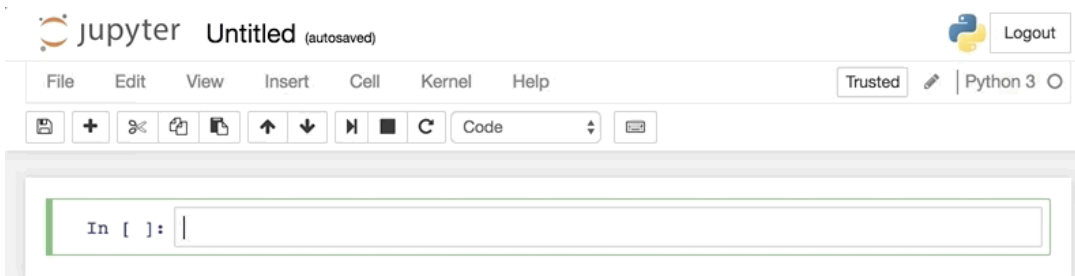 jupyter Untitled (autosaved) Logout
File Edit View Insert Cell Kernel Help Trusted Python 3
Code
In [ ]: